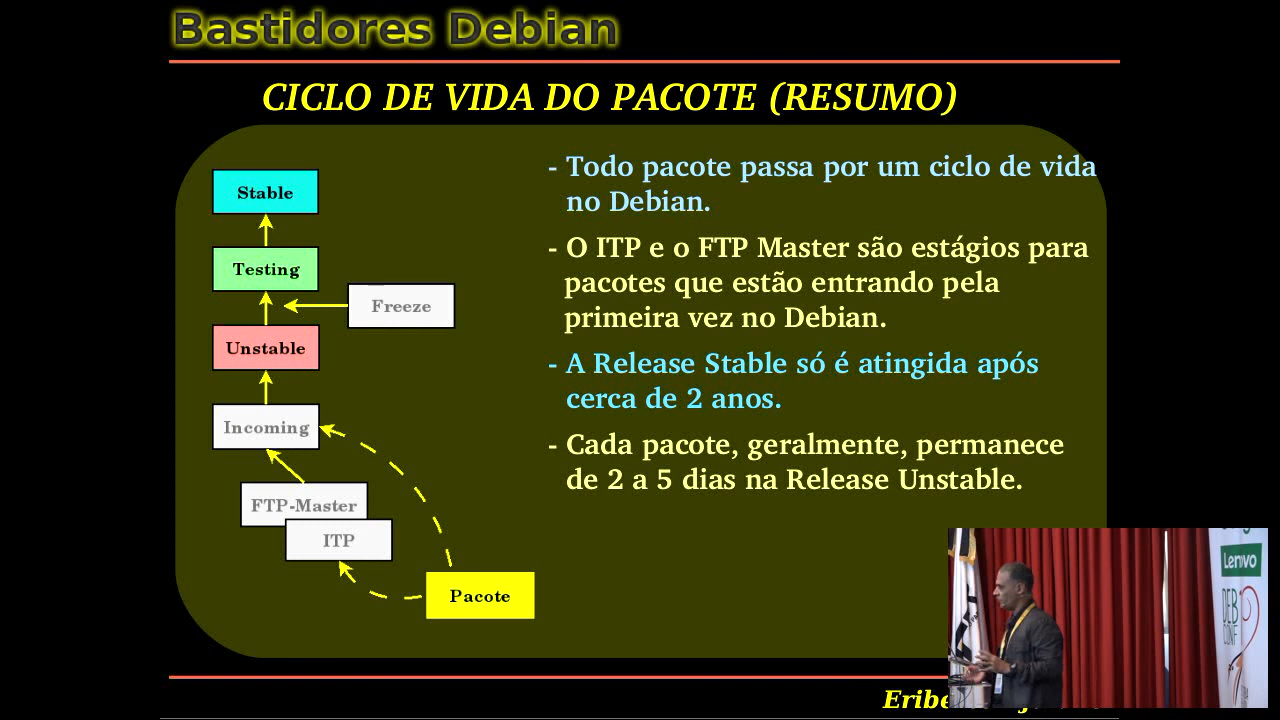 Bastidores Debian
CICLO DE VIDA DO PACOTE (RESUMO)
Stable
Testing
Freeze
Unstable
Incoming
FTP-Master
ITP
Pacote
- Todo pacote passa por um ciclo de vida
no Debian.
- O ITP e o FTP Master são estágios para
pacotes que estão entrando pela
primeira vez no Debian.
- A Release Stable só é atingida após
cerca de 2 anos.
- Cada pacote, geralmente, permanece
de 2 a 5 dias na Release Unstable.
Lenovo
DEB
CONF